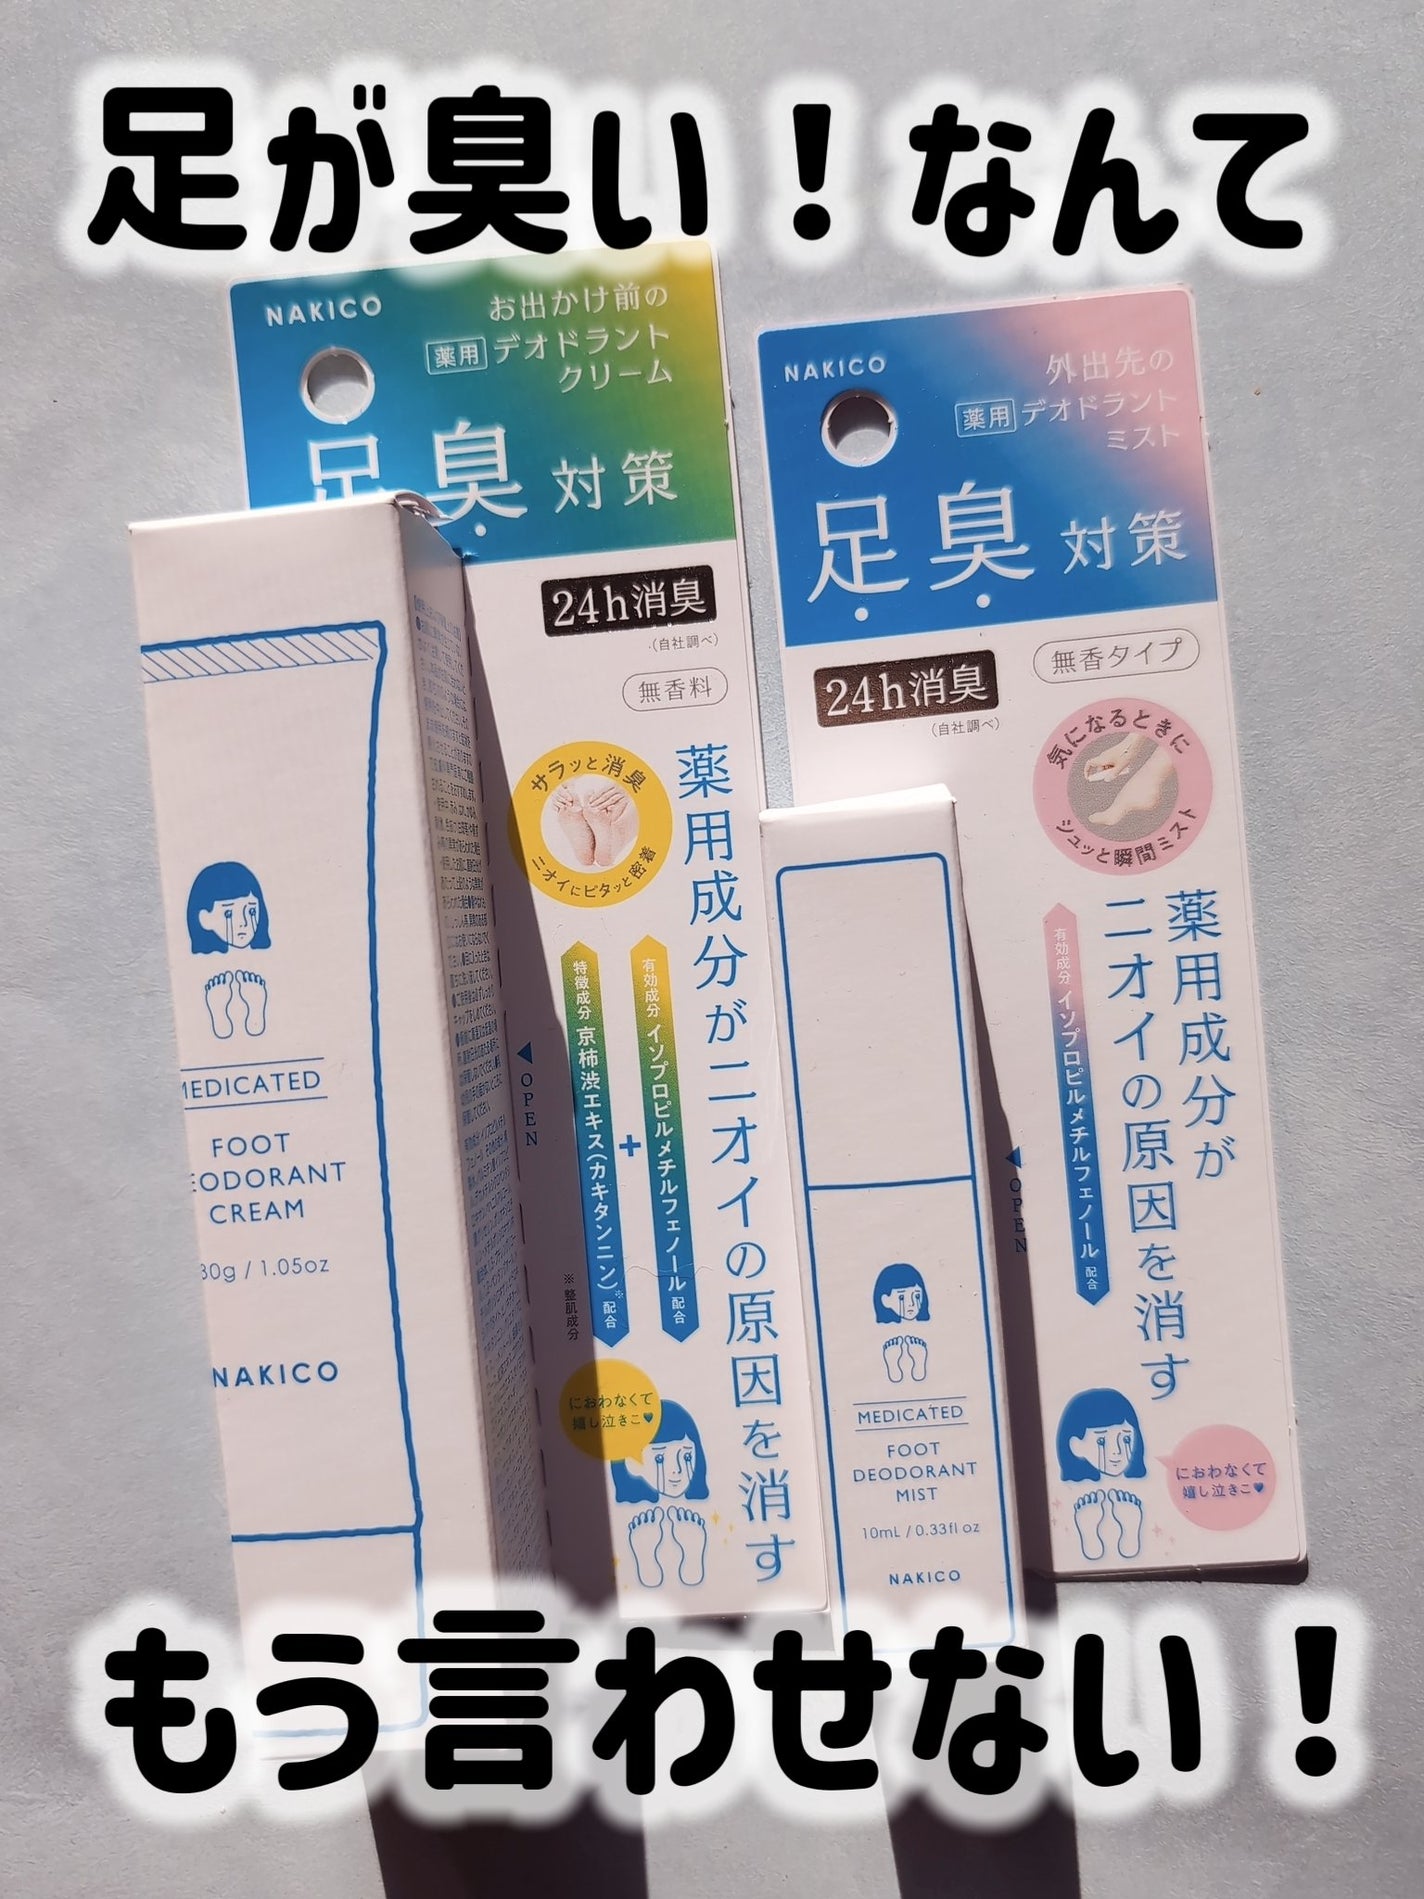 足が臭い！なんて
NAKICO
お出かけ前の
薬用 デオドラント
クリーム
足臭対策
24h消臭
(自社調べ)
無香料
サラッと消臭
ニオイにピタッと密着
薬用成分がニオイの原因を消す
有効成分 イソプロピルメチルフェノール 配合
+
特徴成分 京柿渋エキス(カキタンニン)※ 配合
※整肌成分
におわなくて
嬉し泣きこ♥
OPEN
MEDICATED
FOOT
DEODORANT
CREAM
30g / 1.05oz
NAKICO
NAKICO
外出先の
薬用 デオドラント
ミスト
足臭対策
24h消臭
(自社調べ)
無香タイプ
気になるときに
シュッと瞬間ミスト
薬用成分が
ニオイの原因を消す
有効成分 イソプロピルメチルフェノール 配合
におわなくて
嬉し泣きこ♥
OPEN
MEDICATED
FOOT
DEODORANT
MIST
10mL / 0.33fl oz
NAKICO
もう言わせない！